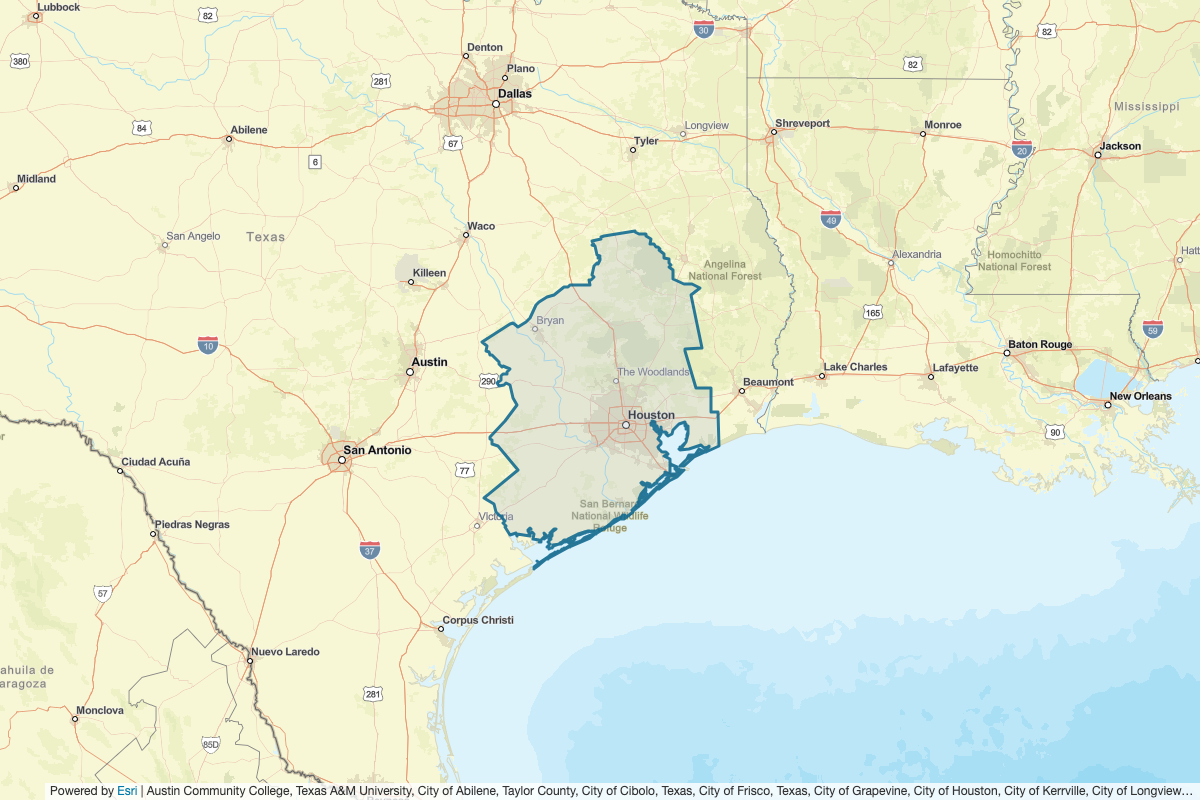 Lubbock
82
30
82
Denton
380
82
281
Plano
Dallas
Mississippi
84
Abilene
Longview
Shreveport
Monroe
67
Tyler
6
20
Jackson
Midland
49
Waco
San Angelo
Texas
Alexandria
Homochitto
National Forest
Hatt
Angelina
National Forest
Killeen
165
Bryan
59
10
Baton Rouge
Austin
The Woodlands
Lake Charles
Lafayette
290
Beaumont
New Orleans
Houston
90
San Antonio
Ciudad Acuña
77
San Bernar
National Wildlife
Refuge
Victoria
Piedras Negras
37
57
Corpus Christi
Nuevo Laredo
ahuila de
aragoza
281
Monclova
85D
Powered by Esri | Austin Community College, Texas A&M University, City of Abilene, Taylor County, City of Cibolo, Texas, City of Frisco, Texas, City of Grapevine, City of Houston, City of Kerrville, City of Longview…